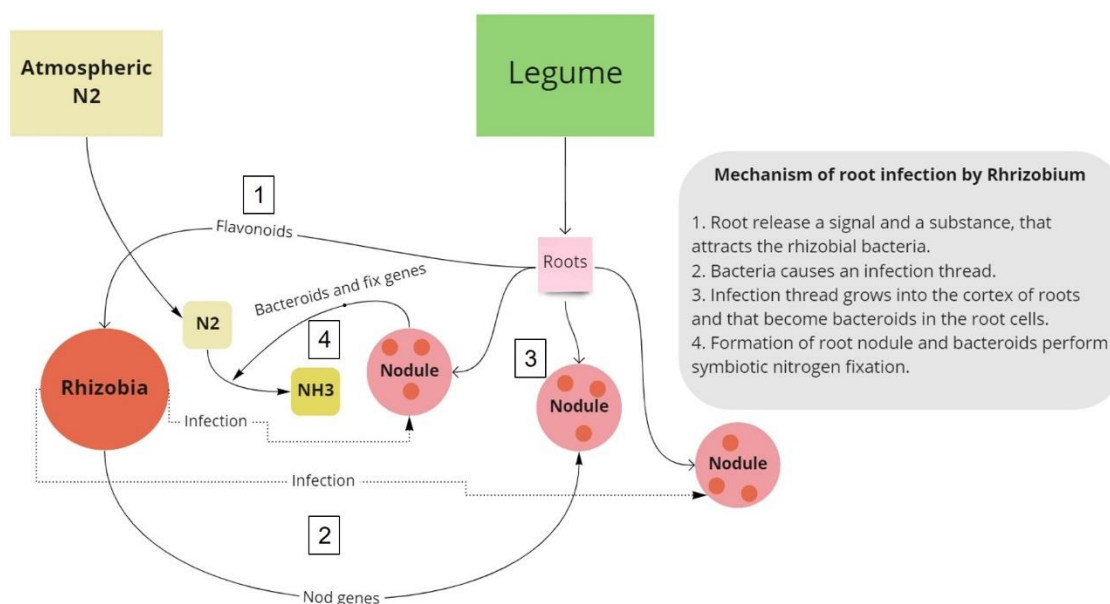 Atmospheric
N2
Legume
1
Flavonoids
Roots
Bacteroids and fix genes
N2
4
3
Nodule
Rhizobia
NH3
Nodule
Infection
Nodule
Infection
2
Nod genes
Mechanism of root infection by Rhrizobium
1. Root release a signal and a substance, that
attracts the rhizobial bacteria.
2. Bacteria causes an infection thread.
3. Infection thread grows into the cortex of roots
and that become bacteroids in the root cells.
4. Formation of root nodule and bacteroids perform
symbiotic nitrogen fixation.